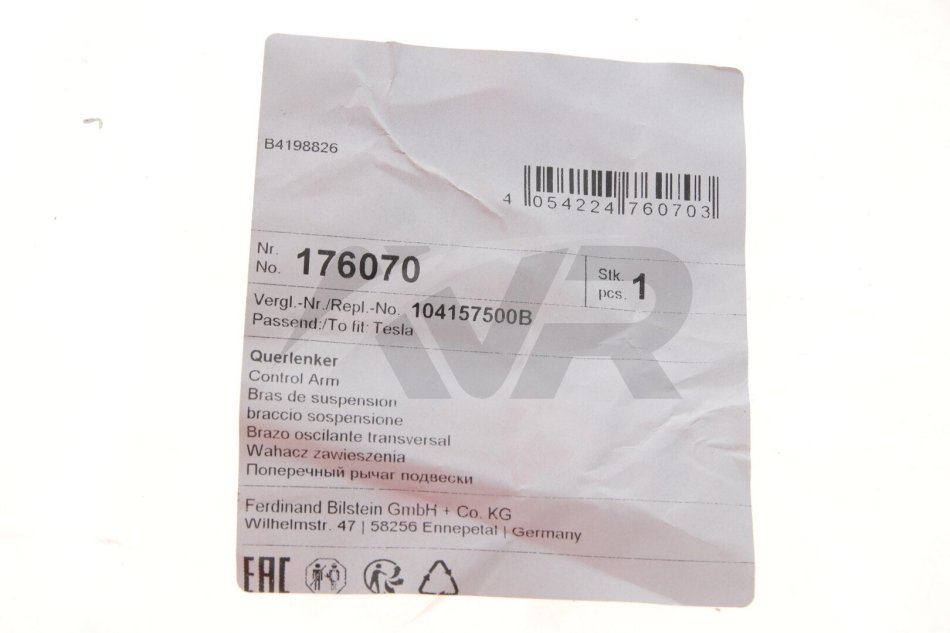 B4198826
4 054224 760703
Nr.
No. 176070
Stk.
pcs. 1
Vergl.-Nr./Repl.-No. 104157500B
Passend:/To fit: Tesla
Querlenker
Control Arm
Bras de suspension
braccio sospensione
Brazo oscilante transversal
Wahacz zawieszenia
Поперечный рычаг подвески
Ferdinand Bilstein GmbH + Co. KG
Wilhelmstr. 47 | 58256 Ennepetal | Germany
EAC
VR